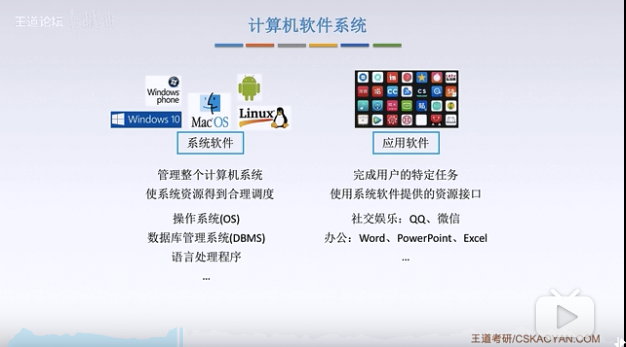 王道论坛
计算机软件系统
Windows phone
Windows 10
Mac OS
Linux
系统软件
应用软件
管理整个计算机系统
使系统资源得到合理调度
完成用户的特定任务
使用系统软件提供的资源接口
操作系统(OS)
数据库管理系统(DBMS)
语言处理程序
...
社交娱乐：QQ、微信
办公：Word、PowerPoint、Excel
...
王道考研/CSKAOYAN.COM